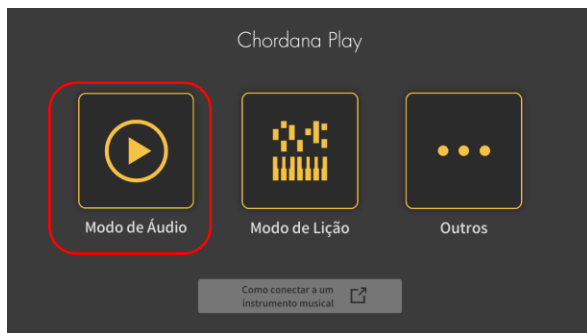 Chordana Play
Modo de Áudio
Modo de Lição
Outros
Como conectar a um
instrumento musical